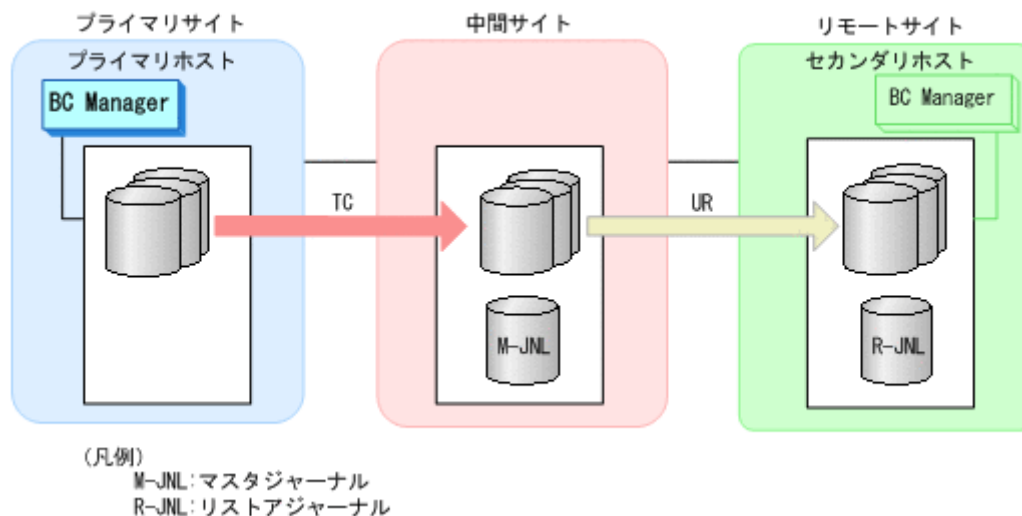 プライマリサイト
中間サイト
リモートサイト
プライマリホスト
セカンダリホスト
BC Manager
BC Manager
TC
UR
M-JNL
R-JNL
(凡例)
M-JNL:マスタジャーナル
R-JNL:リストアジャーナル